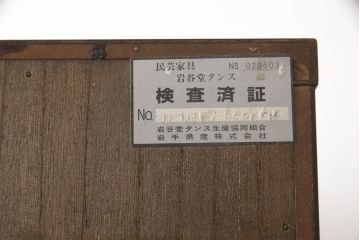 民芸家具 № 029603
岩谷堂タンス
検査済証
No.
岩谷堂タンス生産協同組合
岩手県産株式会社